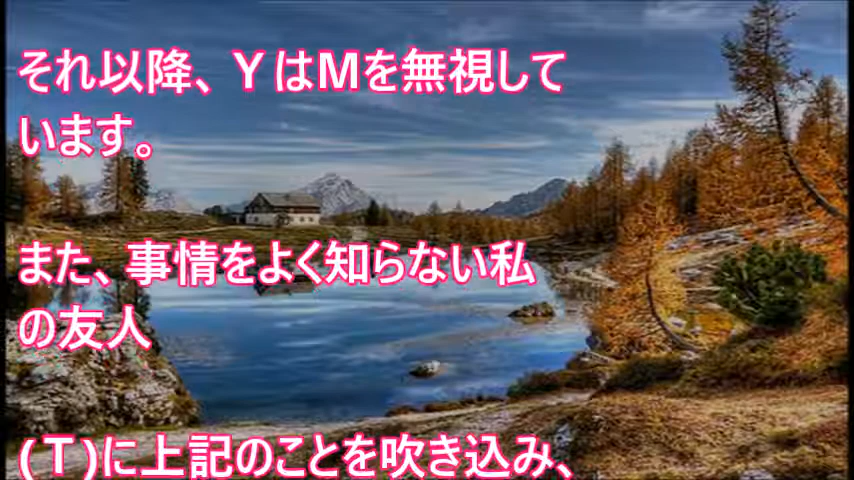 それ以降、ＹはMを無視して
います。
また、事情をよく知らない私
の友人
(Ｔ)に上記のことを吹き込み、